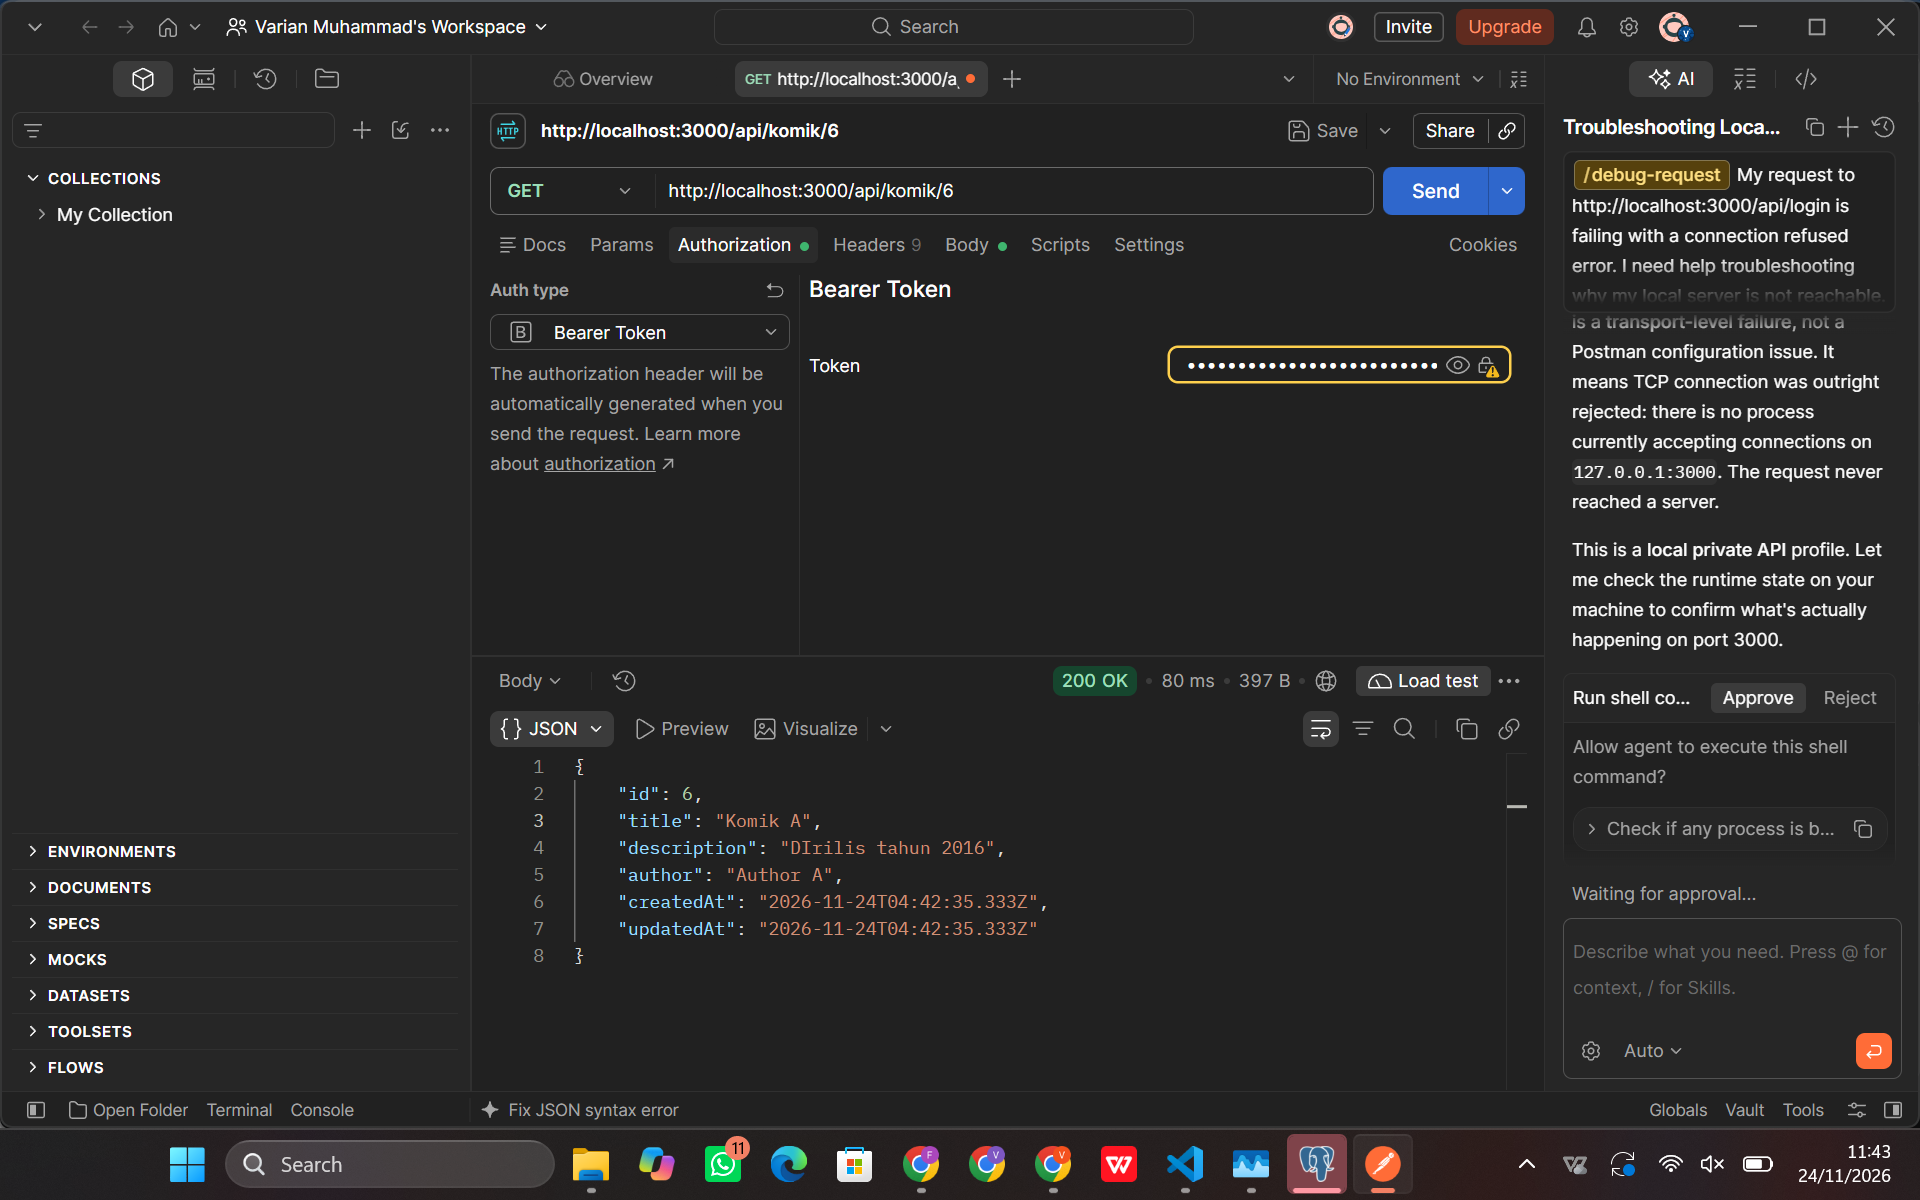 Varian Muhammad's Workspace
Search
Invite
Upgrade
V
Overview
GET http://localhost:3000/a
No Environment
AI
HTTP
http://localhost:3000/api/komik/6
Save
Share
Troubleshooting Loca...
COLLECTIONS
My Collection
GET
http://localhost:3000/api/komik/6
Send
Docs
Params
Authorization
Headers 9
Body
Scripts
Settings
Cookies
Auth type
B Bearer Token
The authorization header will be
automatically generated when you
send the request. Learn more
about authorization
Bearer Token
Token
/debug-request My request to
http://localhost:3000/api/login is
failing with a connection refused
error. I need help troubleshooting
why my local server is not reachable.
is a transport-level failure, not a
Postman configuration issue. It
means TCP connection was outright
rejected: there is no process
currently accepting connections on
127.0.0.1:3000. The request never
reached a server.
This is a local private API profile. Let
me check the runtime state on your
machine to confirm what's actually
happening on port 3000.
Run shell co...
Approve
Reject
Allow agent to execute this shell
command?
Check if any process is b...
Waiting for approval...
Describe what you need. Press @ for
context, / for Skills.
Auto
Body
200 OK
80 ms
397 B
Load test
{} JSON
Preview
Visualize
1 {
2 "id": 6,
3 "title": "Komik A",
4 "description": "DIrilis tahun 2016",
5 "author": "Author A",
6 "createdAt": "2026-11-24T04:42:35.333Z",
7 "updatedAt": "2026-11-24T04:42:35.333Z"
8 }
ENVIRONMENTS
DOCUMENTS
SPECS
MOCKS
DATASETS
TOOLSETS
FLOWS
Open Folder
Terminal
Console
Fix JSON syntax error
Globals
Vault
Tools
Search
11
F
V
V
W
11:43
24/11/2026